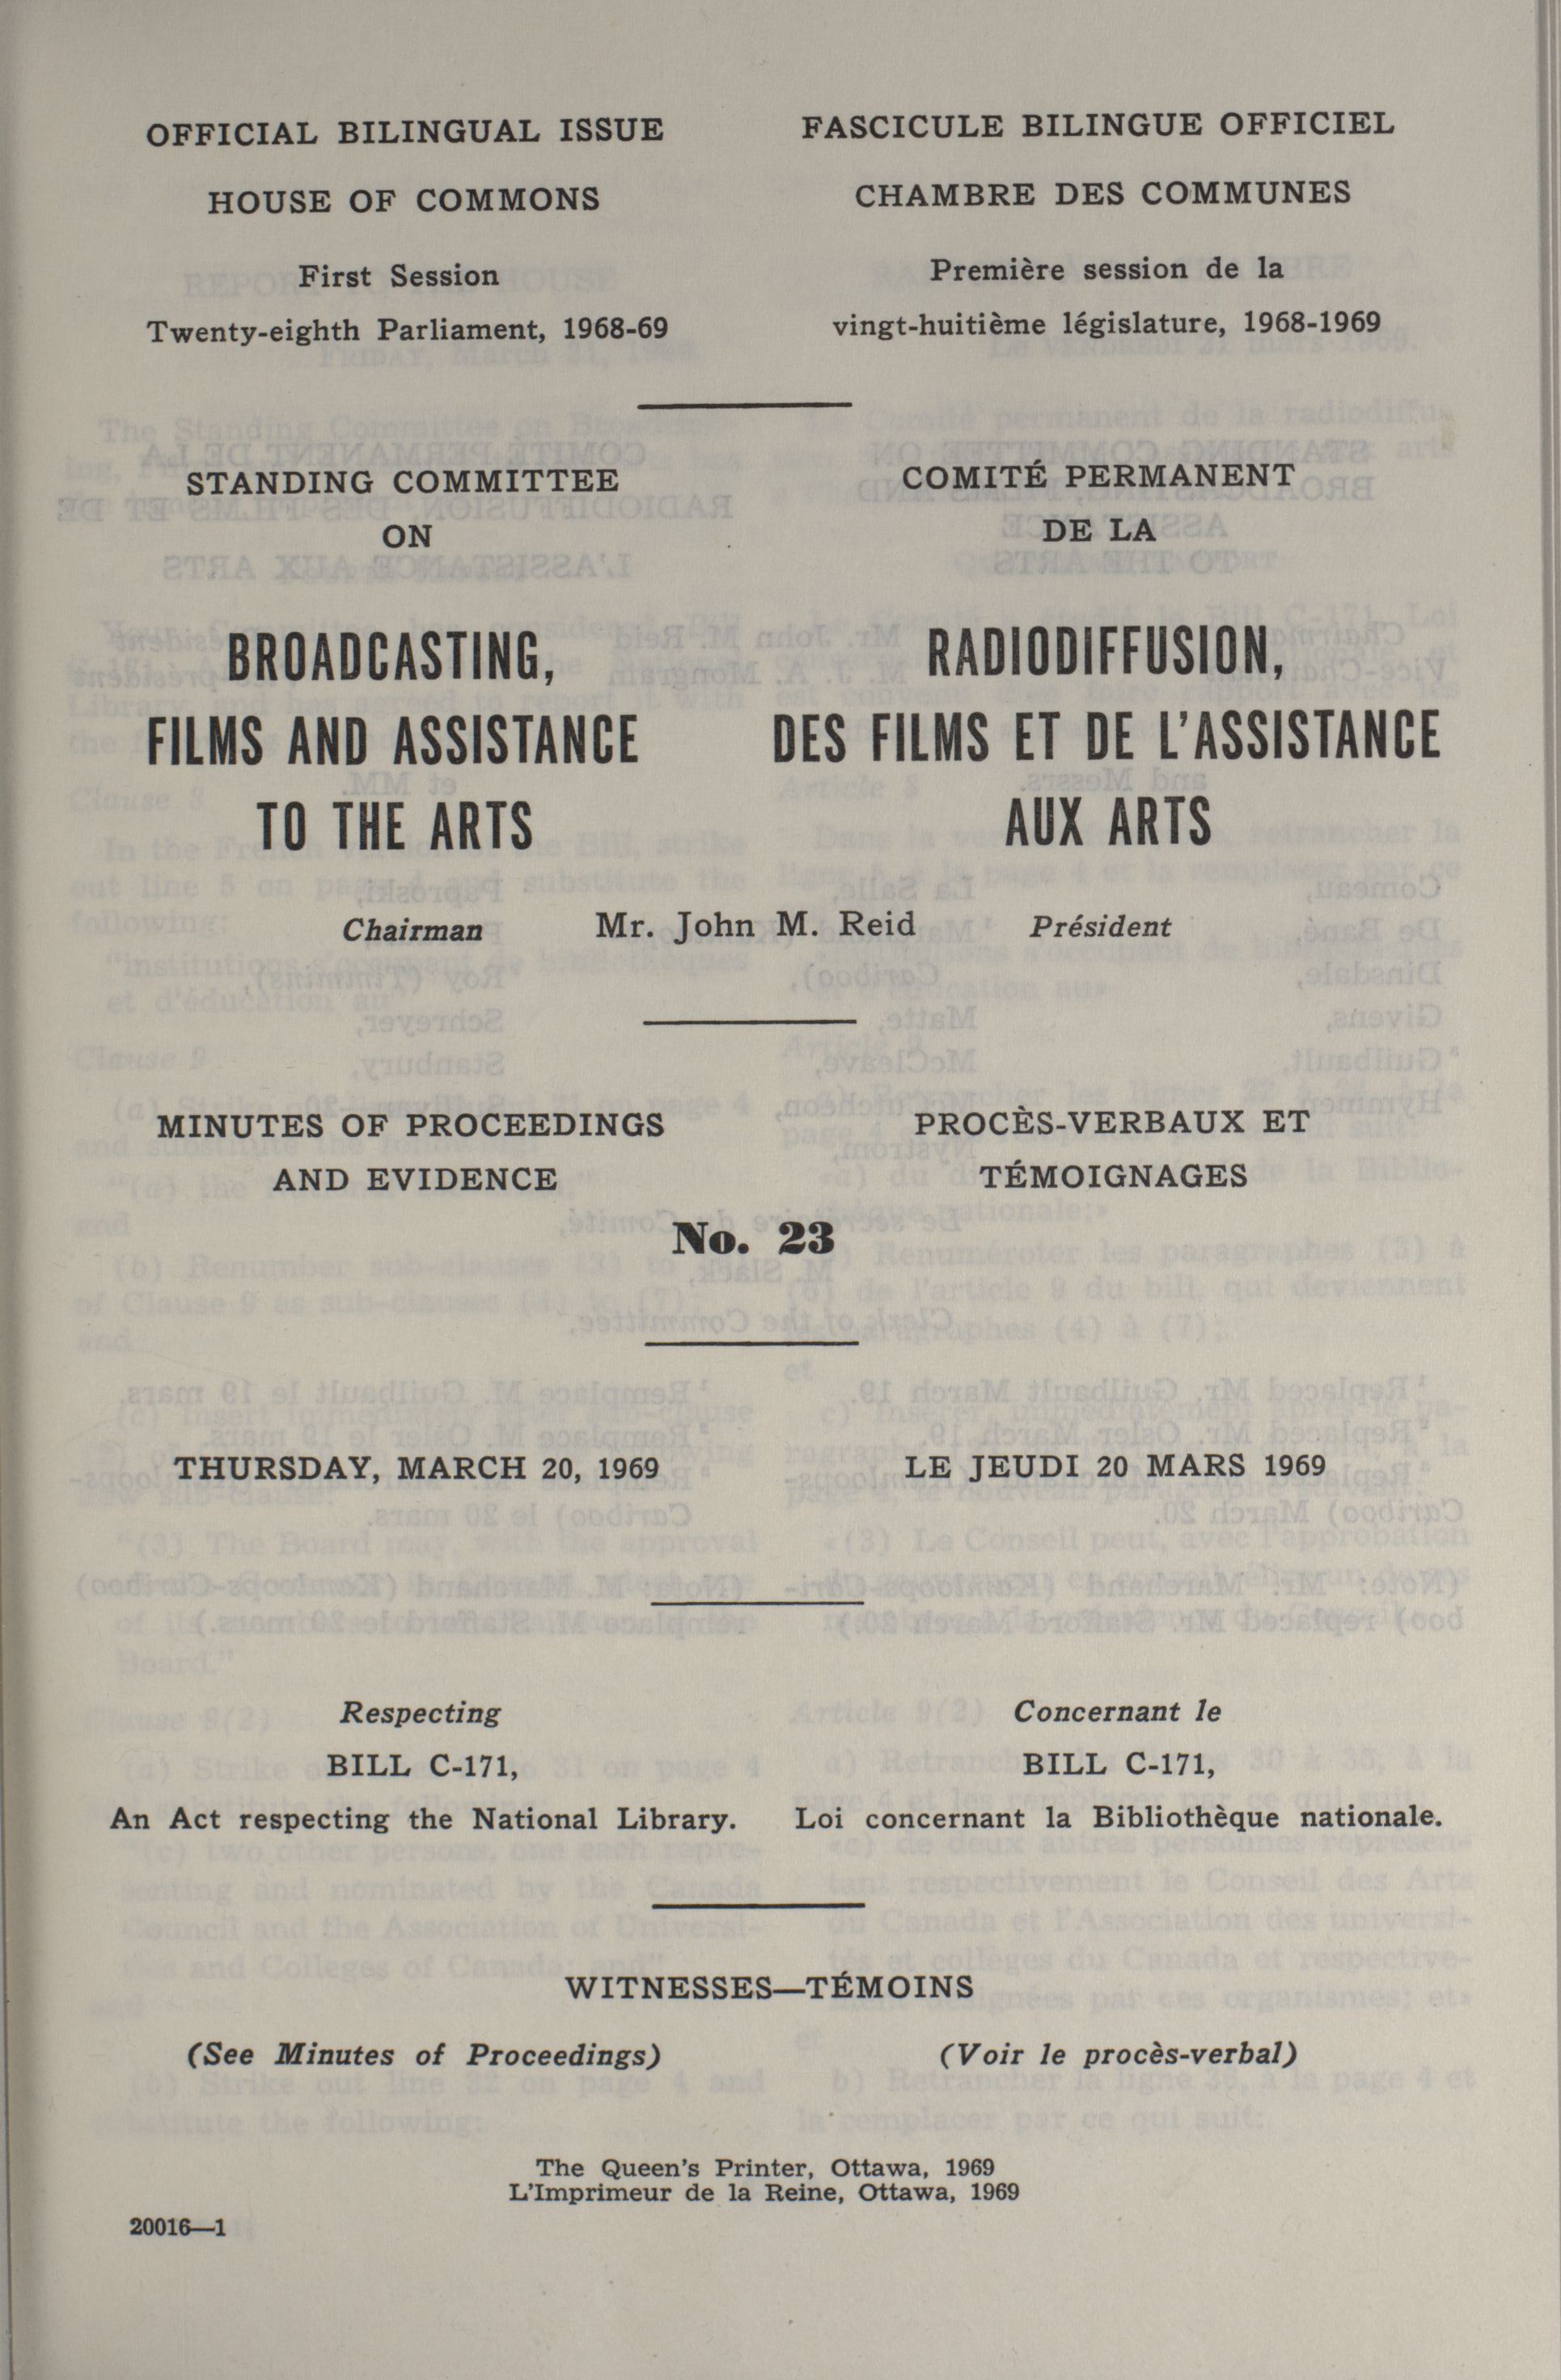 OFFICIAL BILINGUAL ISSUE
HOUSE OF COMMONS
First Session
Twenty-eighth Parliament, 1968-69
FASCICULE BILINGUE OFFICIEL
CHAMBRE DES COMMUNES
Première session de la
vingt-huitième législature, 1968-1969
STANDING COMMITTEE
ON
BROADCASTING,
FILMS AND ASSISTANCE
TO THE ARTS
COMITÉ PERMANENT
DE LA
RADIODIFFUSION,
DES FILMS ET DE L'ASSISTANCE
AUX ARTS
Chairman Mr. John M. Reid Président
MINUTES OF PROCEEDINGS
AND EVIDENCE
PROCÈS-VERBAUX ET
TÉMOIGNAGES
No. 23
THURSDAY, MARCH 20, 1969
LE JEUDI 20 MARS 1969
Respecting
BILL C-171,
An Act respecting the National Library.
Concernant le
BILL C-171,
Loi concernant la Bibliothèque nationale.
WITNESSES—TÉMOINS
(See Minutes of Proceedings)
(Voir le procès-verbal)
The Queen's Printer, Ottawa, 1969
L'Imprimeur de la Reine, Ottawa, 1969
20016—1